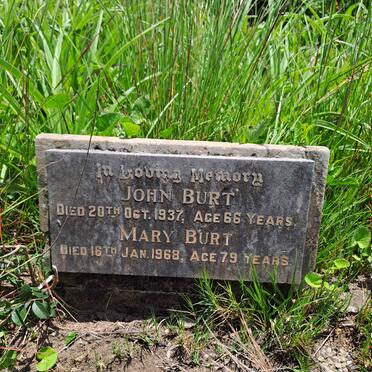 In Loving Memory
JOHN BURT
DIED 20TH OCT. 1937, AGE 66 YEARS.
MARY BURT
DIED 16TH JAN. 1968, AGE 79 YEARS.